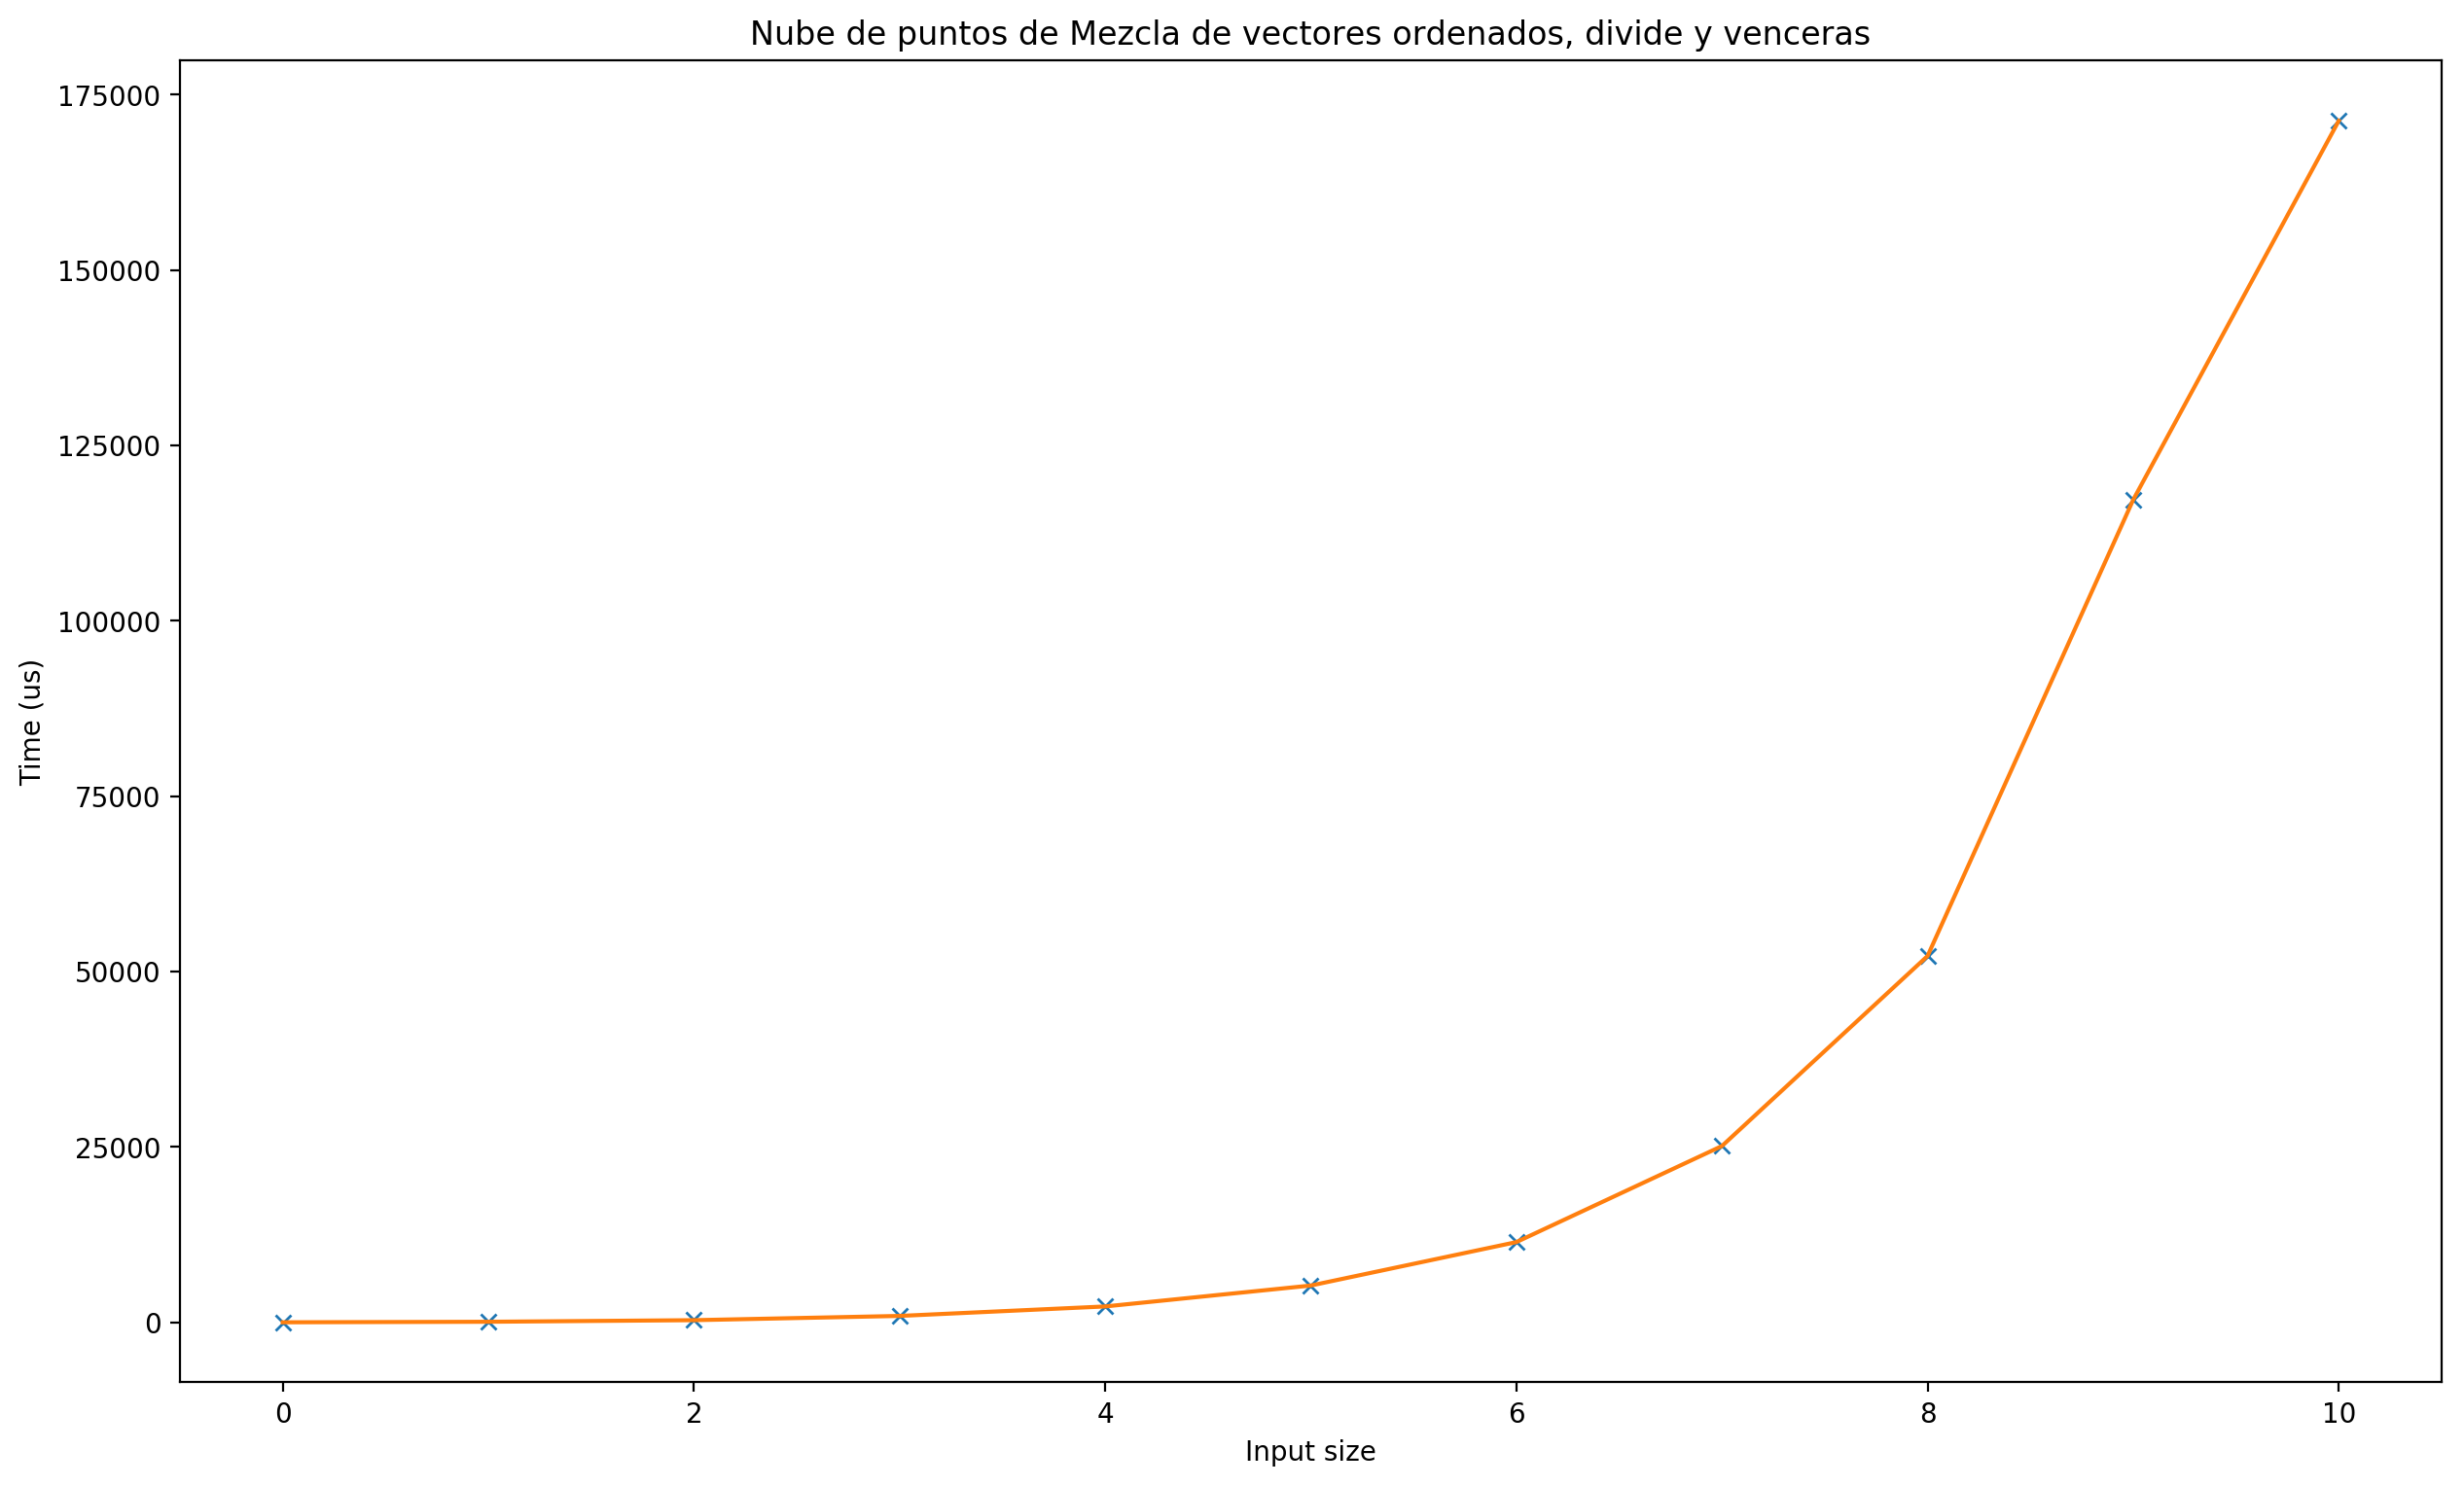 Nube de puntos de Mezcla de vectores ordenados, divide y venceras
175000
150000
125000
100000
75000
50000
25000
0
Time (us)
0 2 4 6 8 10
Input size